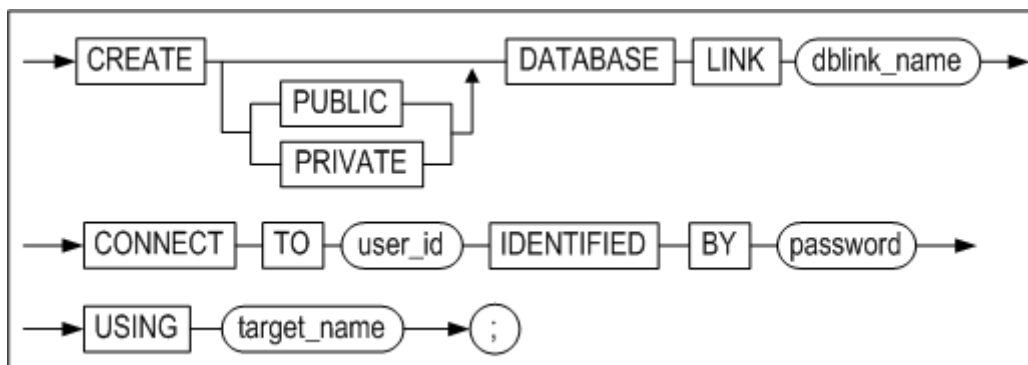 CREATE DATABASE LINK dblink_name
PUBLIC
PRIVATE
CONNECT TO user_id IDENTIFIED BY password
USING target_name ;